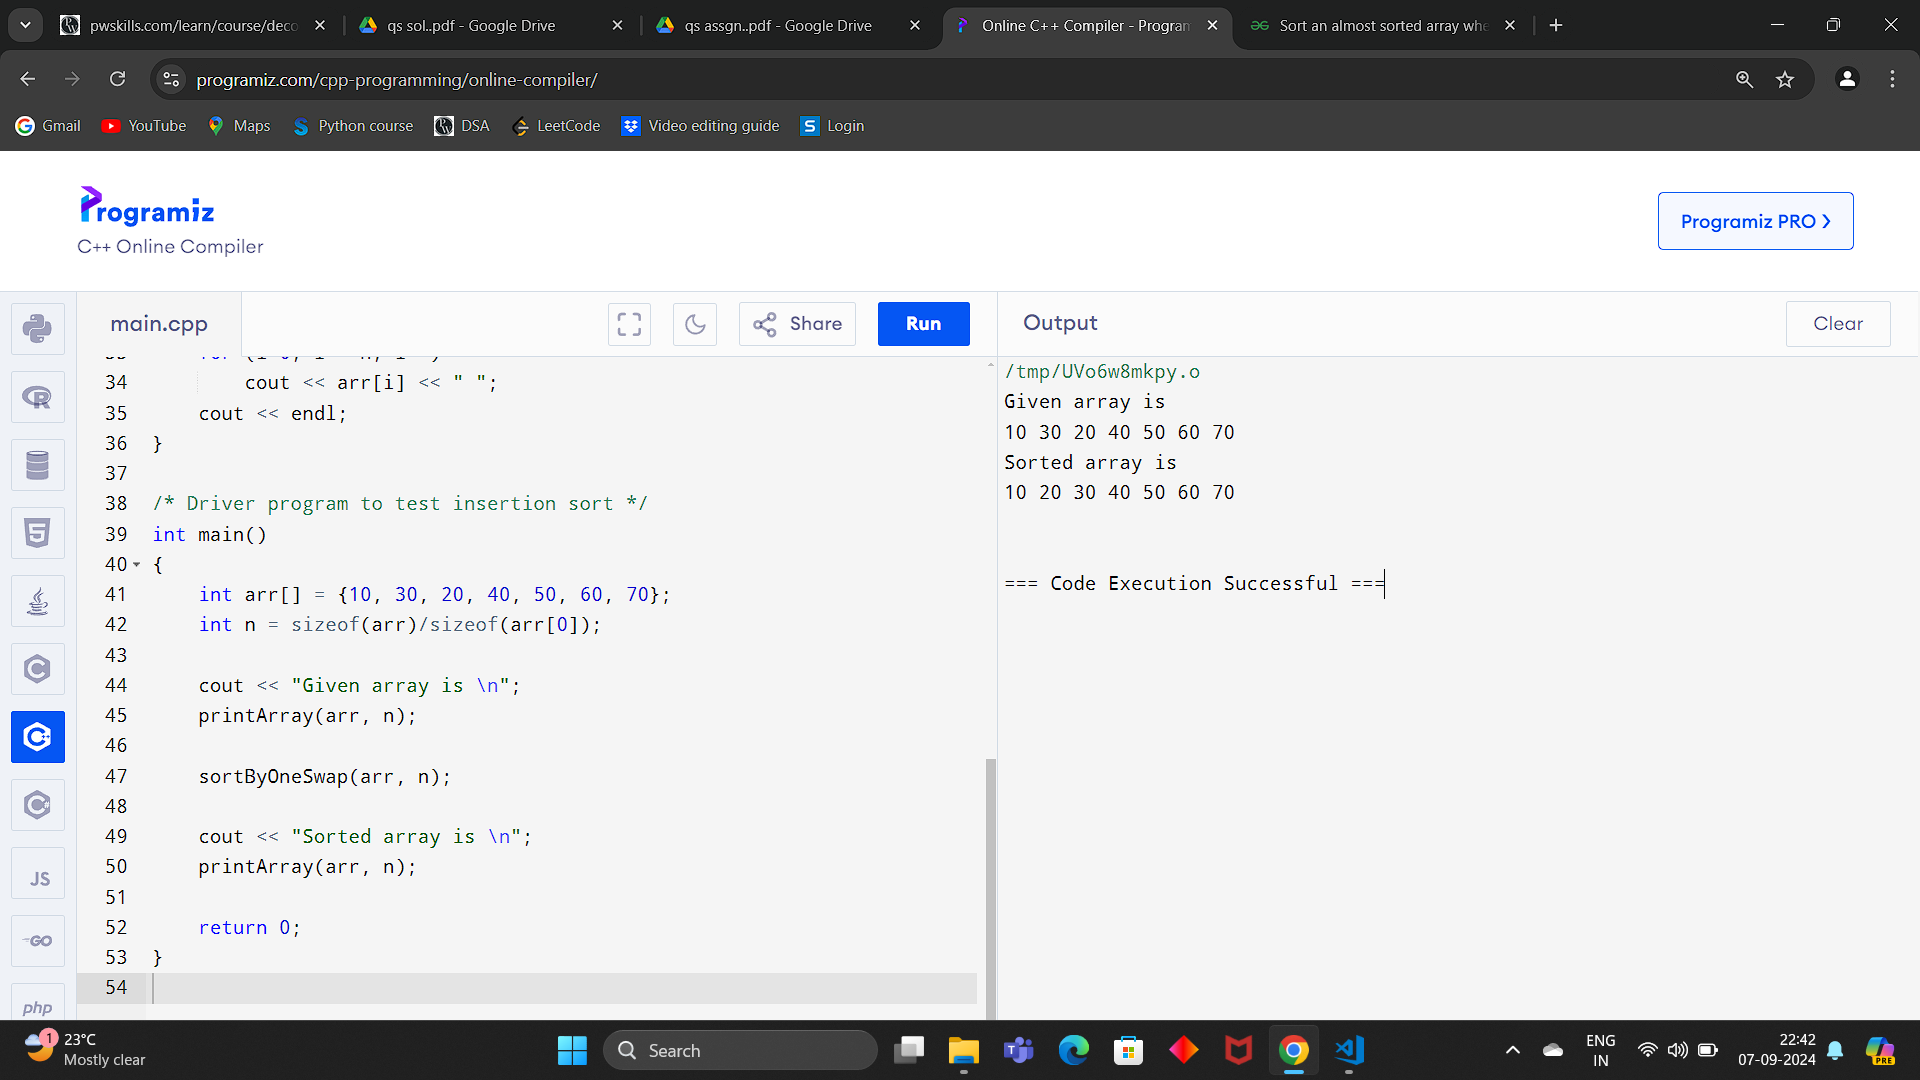 pwskills.com/learn/course/deco
qs sol..pdf - Google Drive
qs assgn..pdf - Google Drive
Online C++ Compiler - Program
Sort an almost sorted array whe
programiz.com/cpp-programming/online-compiler/
Gmail
YouTube
Maps
Python course
DSA
LeetCode
Video editing guide
S Login
Programiz
C++ Online Compiler
Programiz PRO >
main.cpp
Share
Run
Output
Clear
34 cout << arr[i] << " ";
35 cout << endl;
36 }
37
38 /* Driver program to test insertion sort */
39 int main()
40 {
41 int arr[] = {10, 30, 20, 40, 50, 60, 70};
42 int n = sizeof(arr)/sizeof(arr[0]);
43
44 cout << "Given array is \n";
45 printArray(arr, n);
46
47 sortByOneSwap(arr, n);
48
49 cout << "Sorted array is \n";
50 printArray(arr, n);
51
52 return 0;
53 }
54
/tmp/UVo6w8mkpy.o
Given array is
10 30 20 40 50 60 70
Sorted array is
10 20 30 40 50 60 70
=== Code Execution Successful ===
JS
GO
php
1
23°C
Mostly clear
Search
ENG
IN
22:42
07-09-2024
PRE